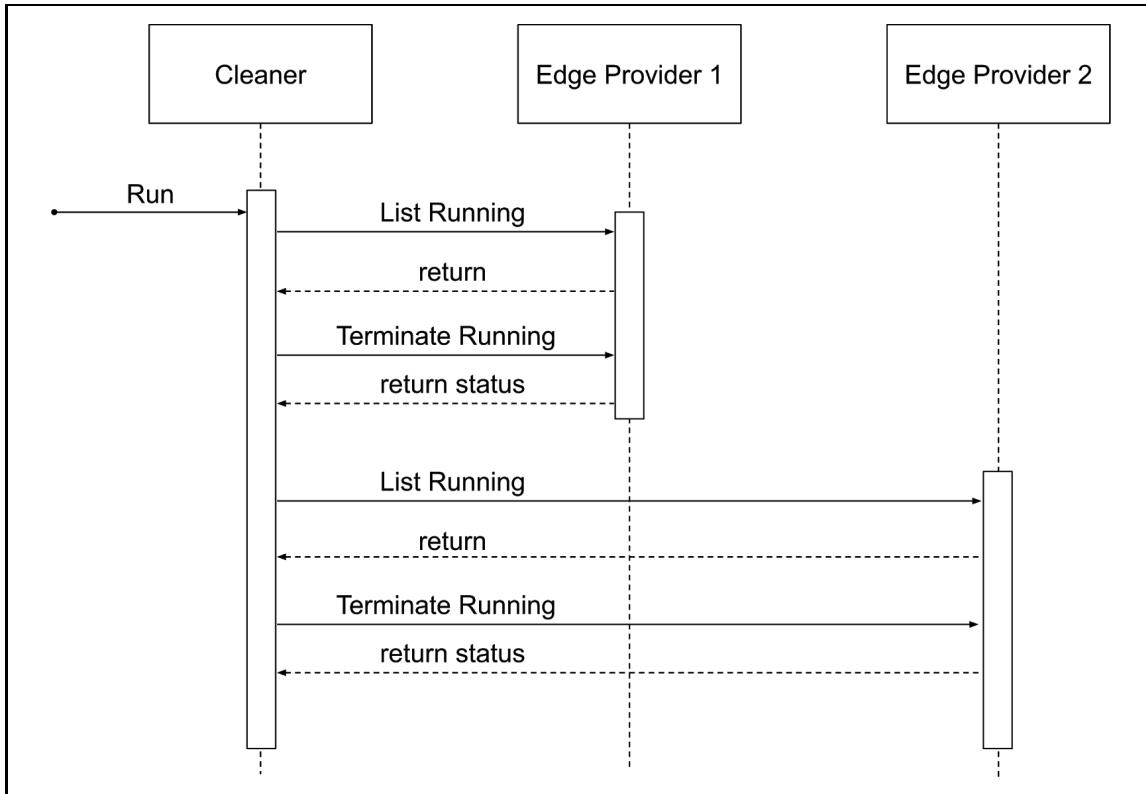 Cleaner
Edge Provider 1
Edge Provider 2
Run
List Running
return
Terminate Running
return status
List Running
return
Terminate Running
return status